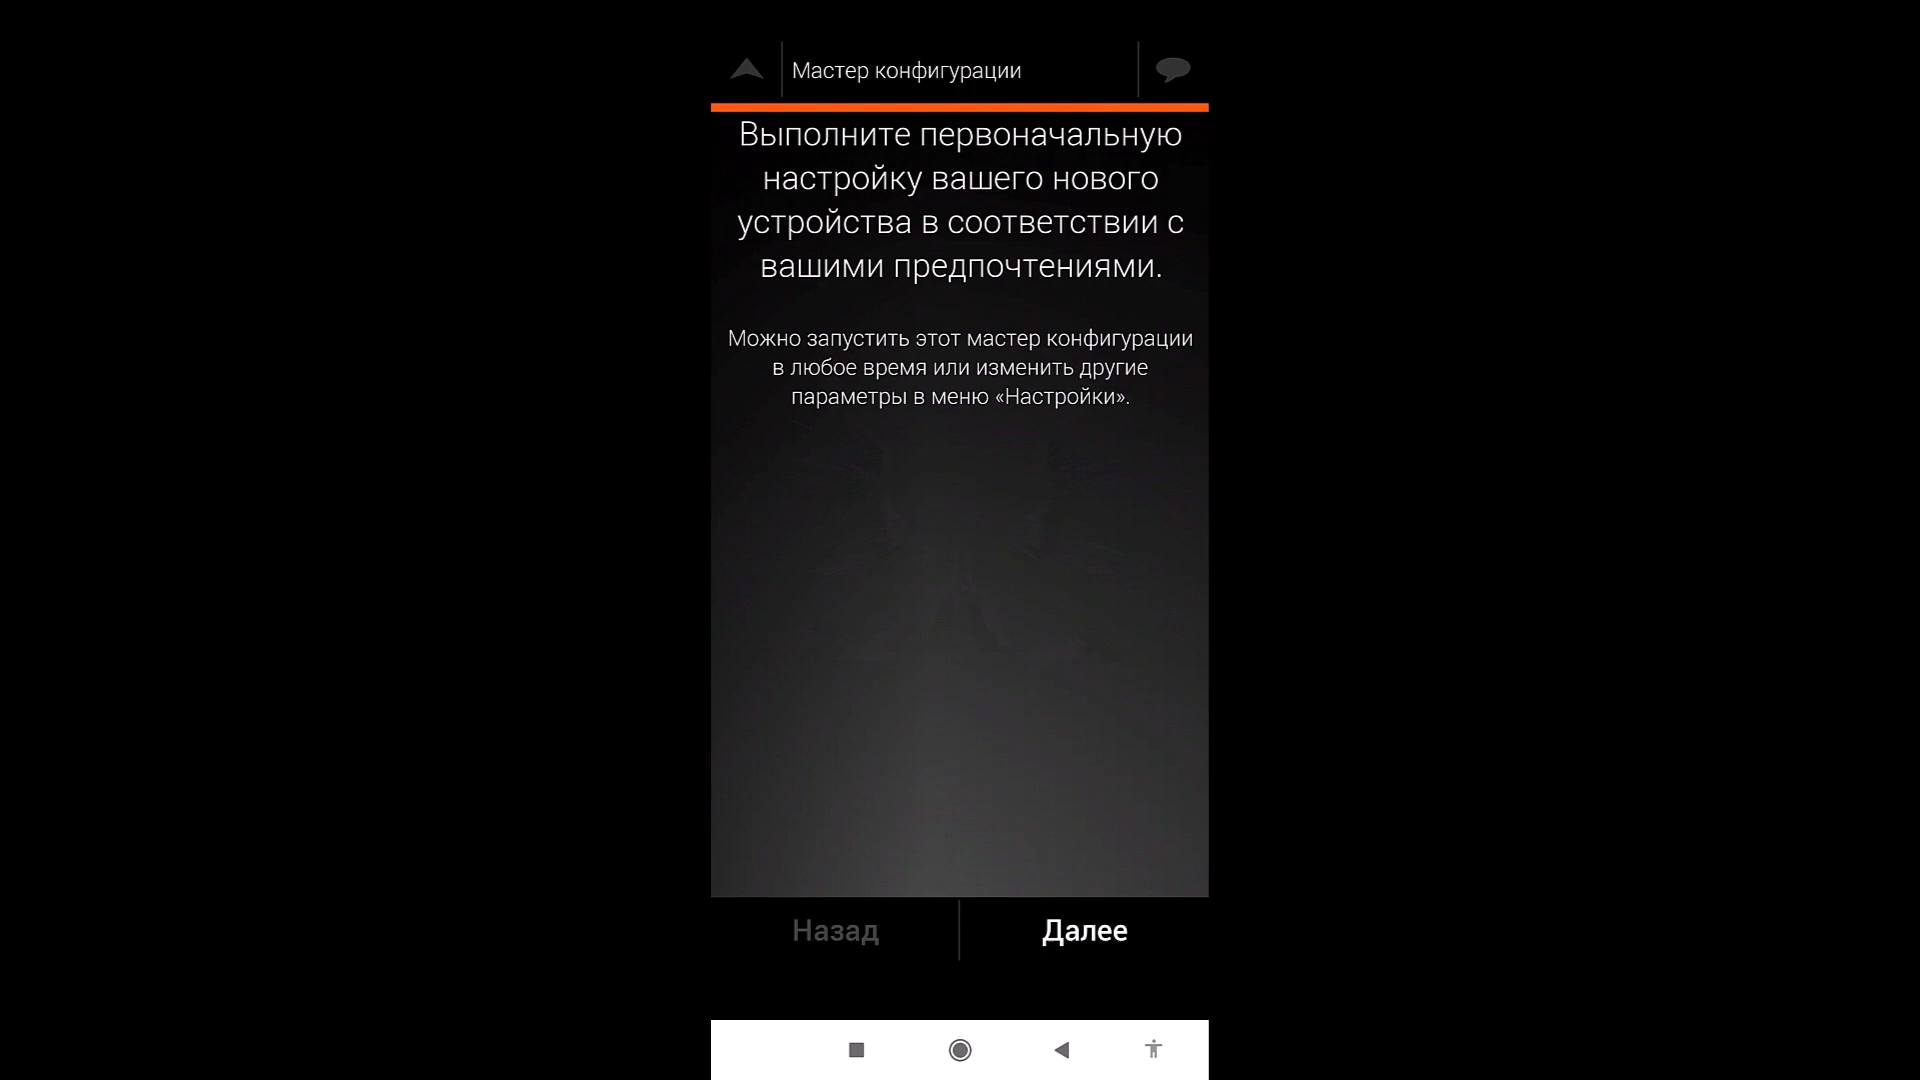 Мастер конфигурации
Выполните первоначальную
настройку вашего нового
устройства в соответствии с
вашими предпочтениями.
Можно запустить этот мастер конфигурации
в любое время или изменить другие
параметры в меню «Настройки».
Назад
Далее